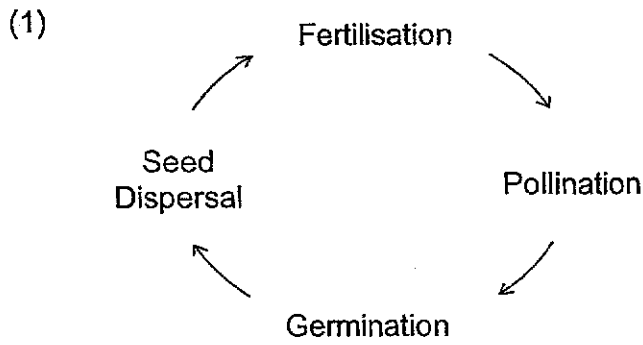 (1)
Fertilisation
Seed
Dispersal
Pollination
Germination